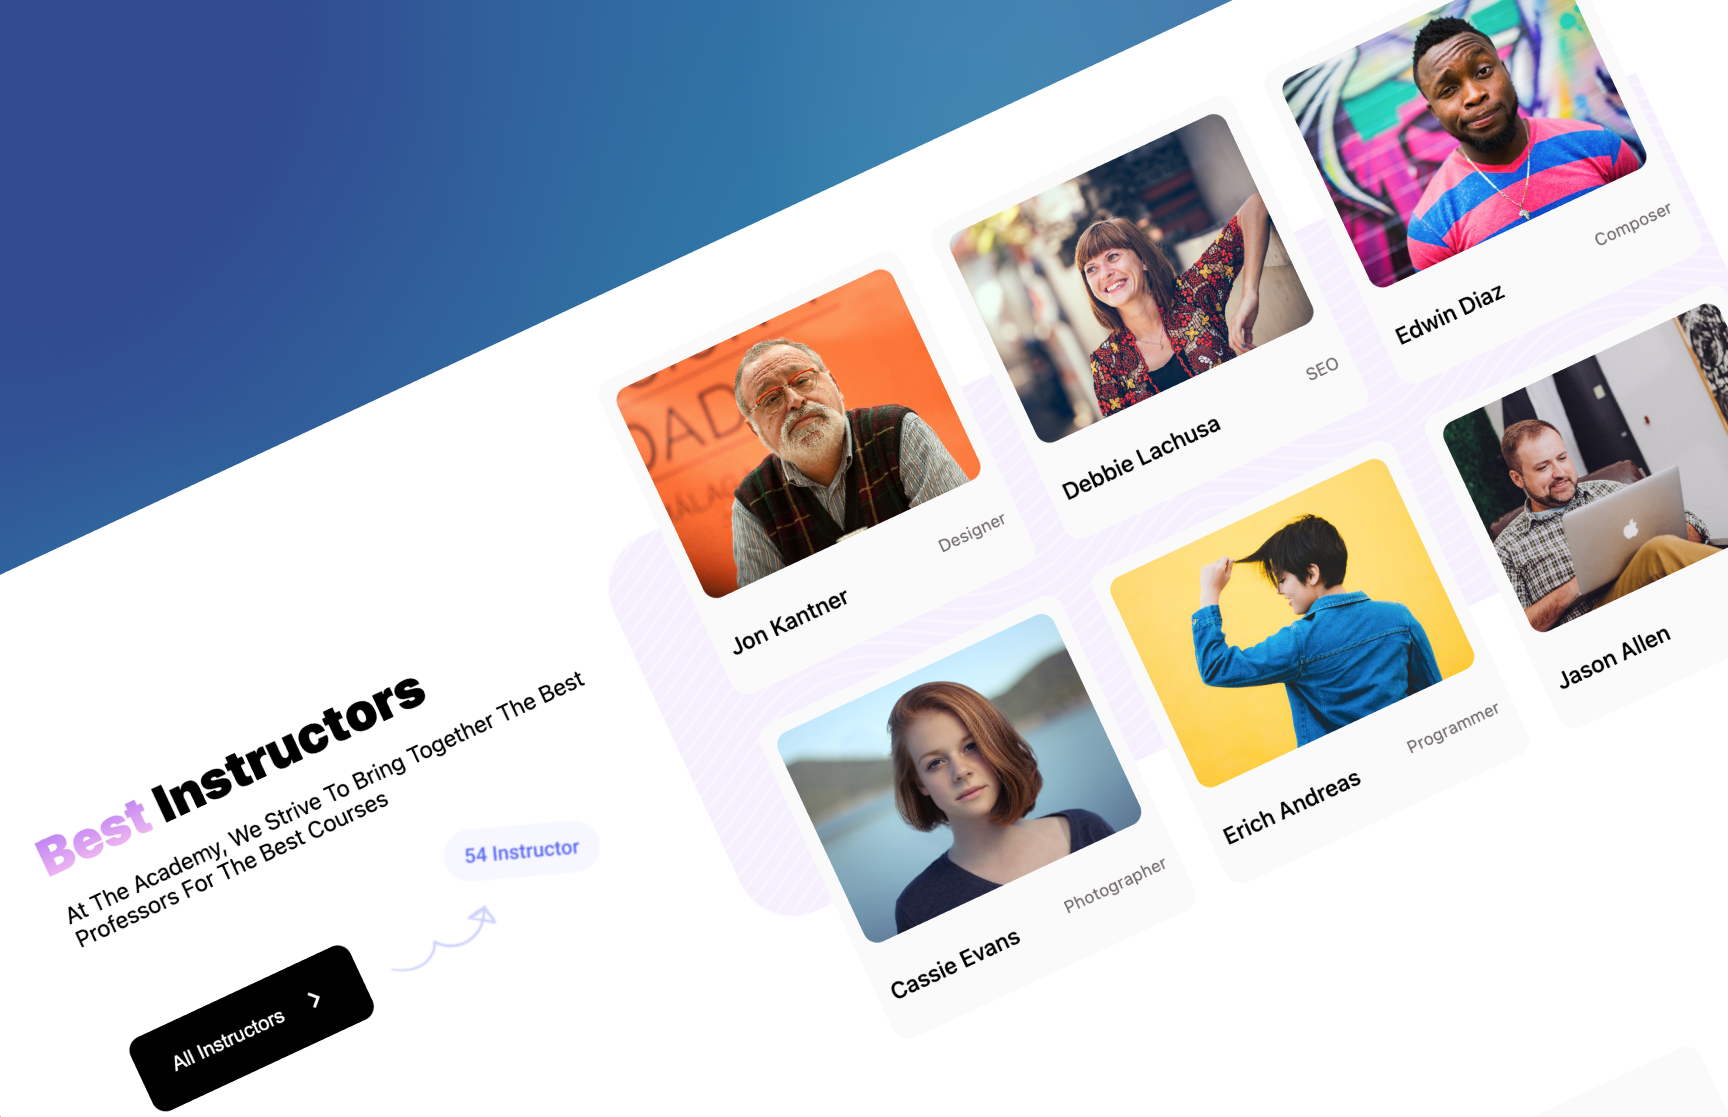 Best Instructors
At The Academy, We Strive To Bring Together The Best
Professors For The Best Courses
54 Instructor
All Instructors
Jon Kantner
Designer
Debbie Lachusa
SEO
Edwin Diaz
Composer
Cassie Evans
Photographer
Erich Andreas
Programmer
Jason Allen